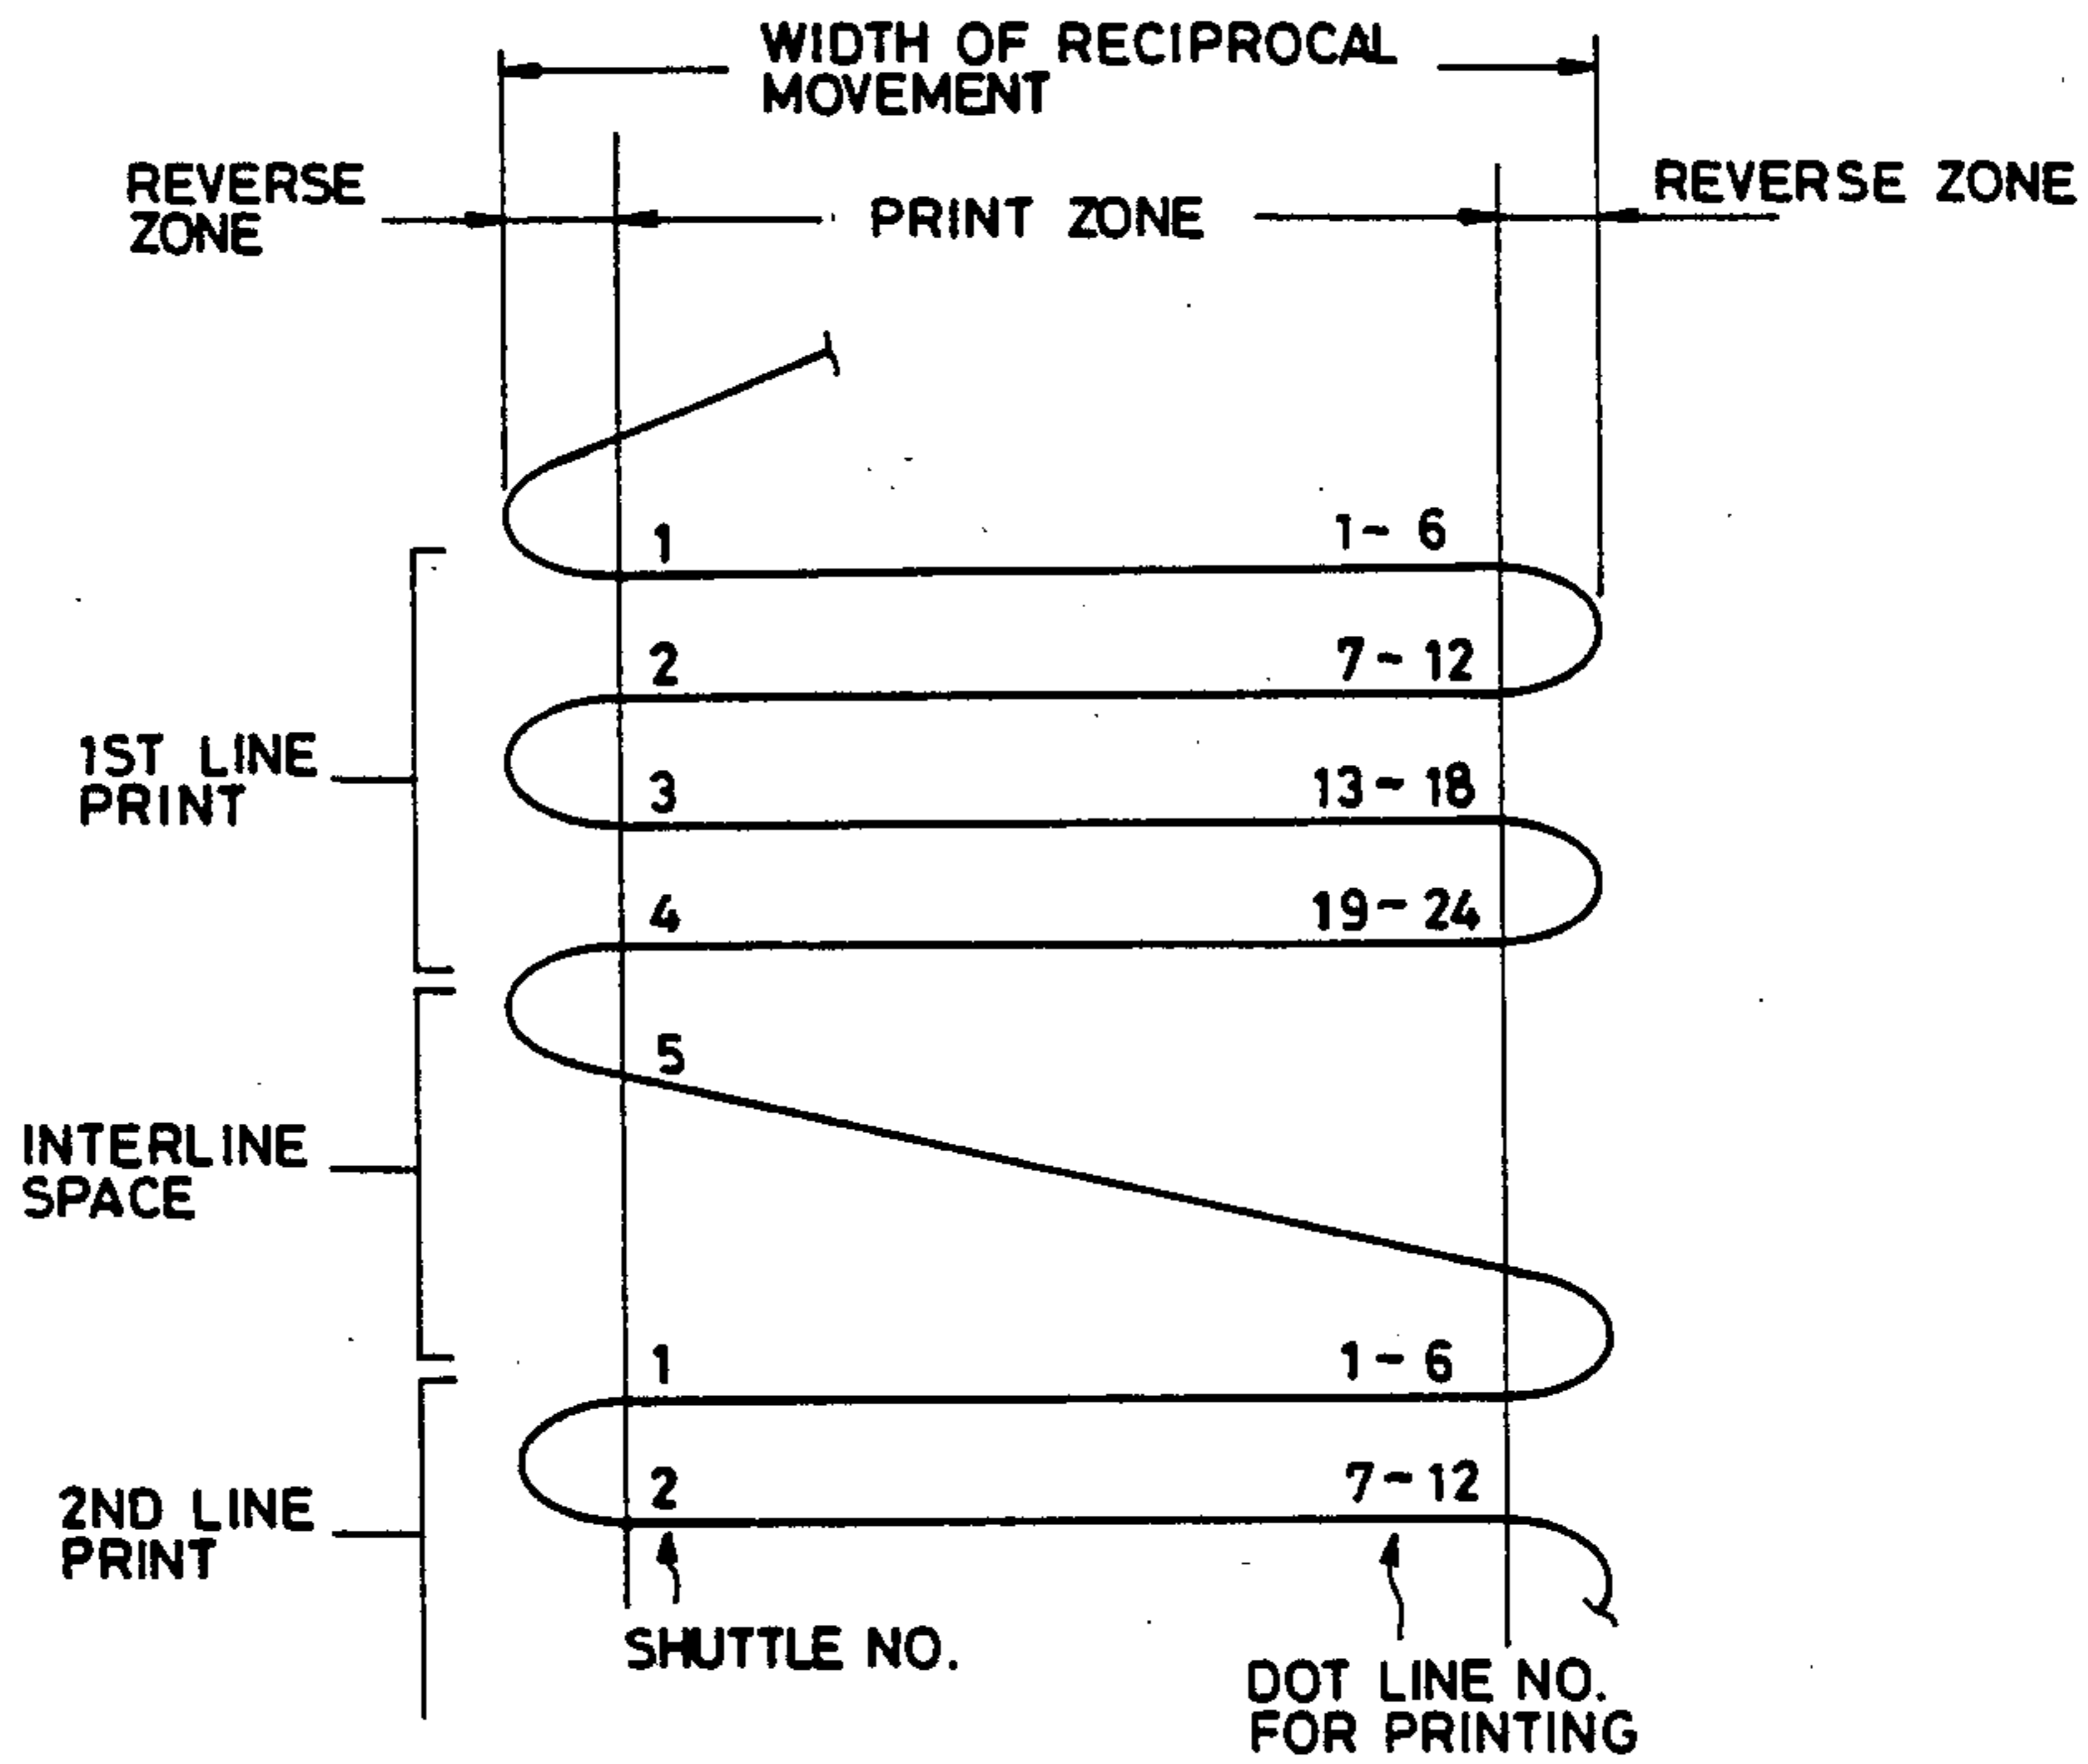 WIDTH OF RECIPROCAL
MOVEMENT
REVERSE
ZONE
PRINT ZONE
REVERSE ZONE
1
1-6
2
7-12
1ST LINE
PRINT
3
13-18
4
19-24
5
INTERLINE
SPACE
1
1-6
2
7-12
2ND LINE
PRINT
SHUTTLE NO.
DOT LINE NO.
FOR PRINTING